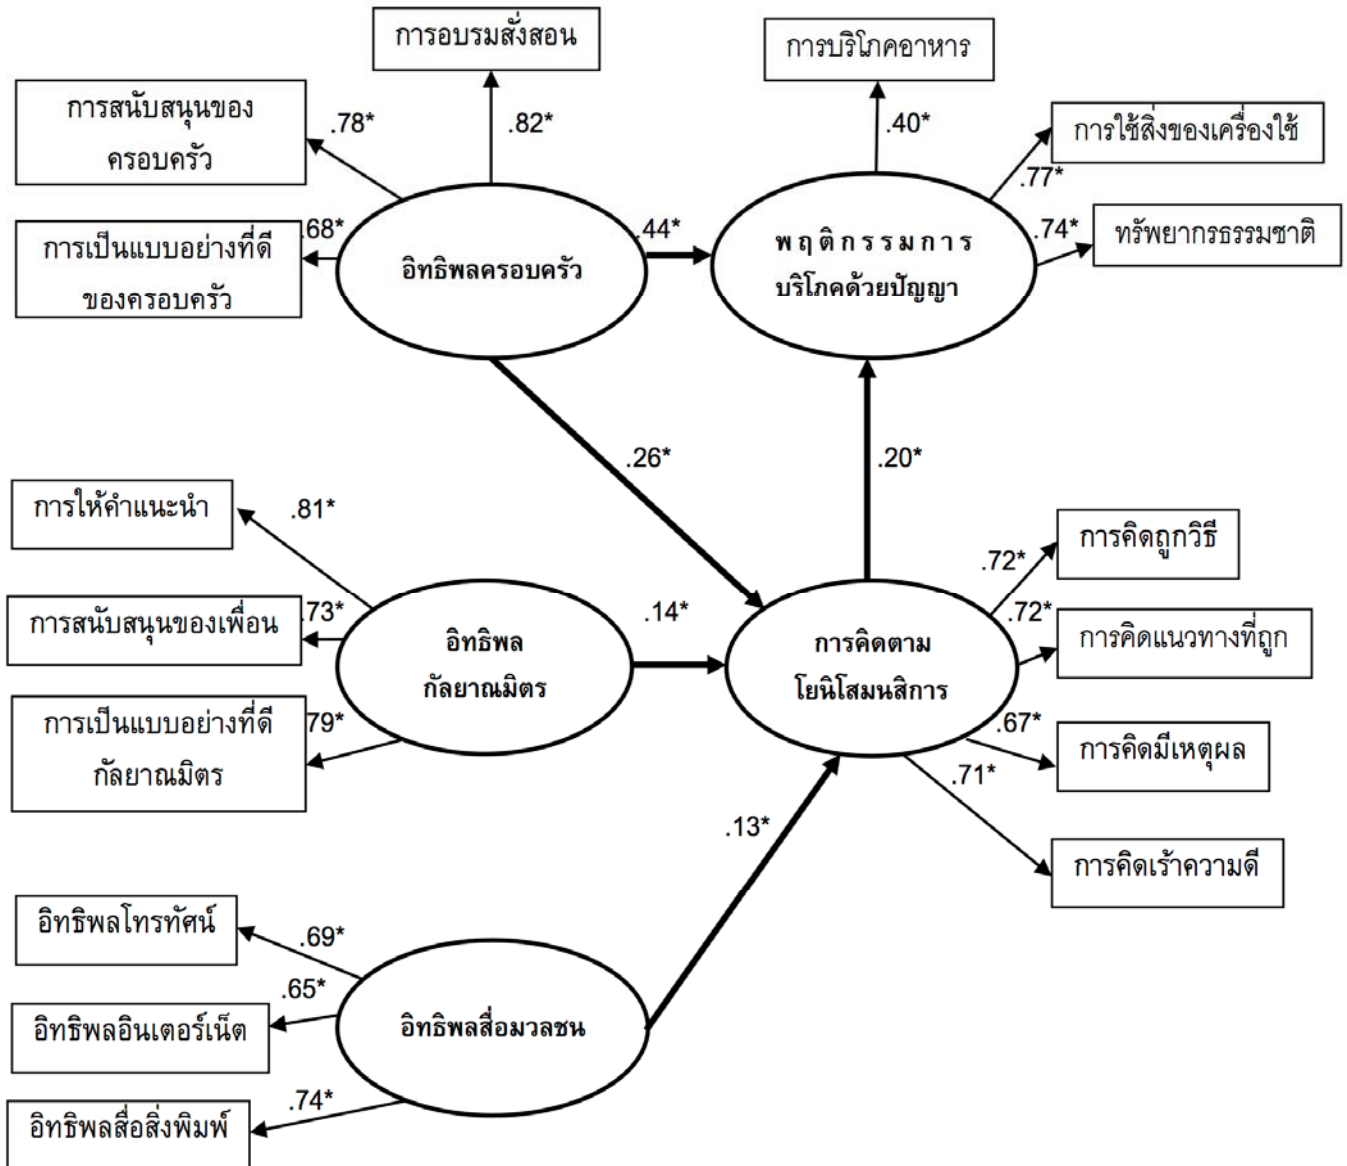 การอบรมสั่งสอน
การบริโภคอาหาร
การสนับสนุนของ
ครอบครัว
.78*
.82*
.40*
การใช้สิ่งของเครื่องใช้
.77*
การเป็นแบบอย่างที่ดี
ของครอบครัว
.68*
อิทธิพลครอบครัว
.44*
พฤติกรรมการ
บริโภคด้วยปัญญา
.74*
ทรัพยากรธรรมชาติ
.26*
.20*
การให้คำแนะนำ
.81*
การคิดถูกวิธี
.72*
การสนับสนุนของเพื่อน
.73*
อิทธิพล
กัลยาณมิตร
.14*
การคิดตาม
โยนิโสมนสิการ
.72*
การคิดแนวทางที่ถูก
การเป็นแบบอย่างที่ดี
กัลยาณมิตร
79*
.67*
การคิดมีเหตุผล
.71*
.13*
การคิดเร้าความดี
อิทธิพลโทรทัศน์
.69*
.65*
อิทธิพลอินเตอร์เน็ต
อิทธิพลสื่อมวลชน
.74*
อิทธิพลสื่อสิ่งพิมพ์